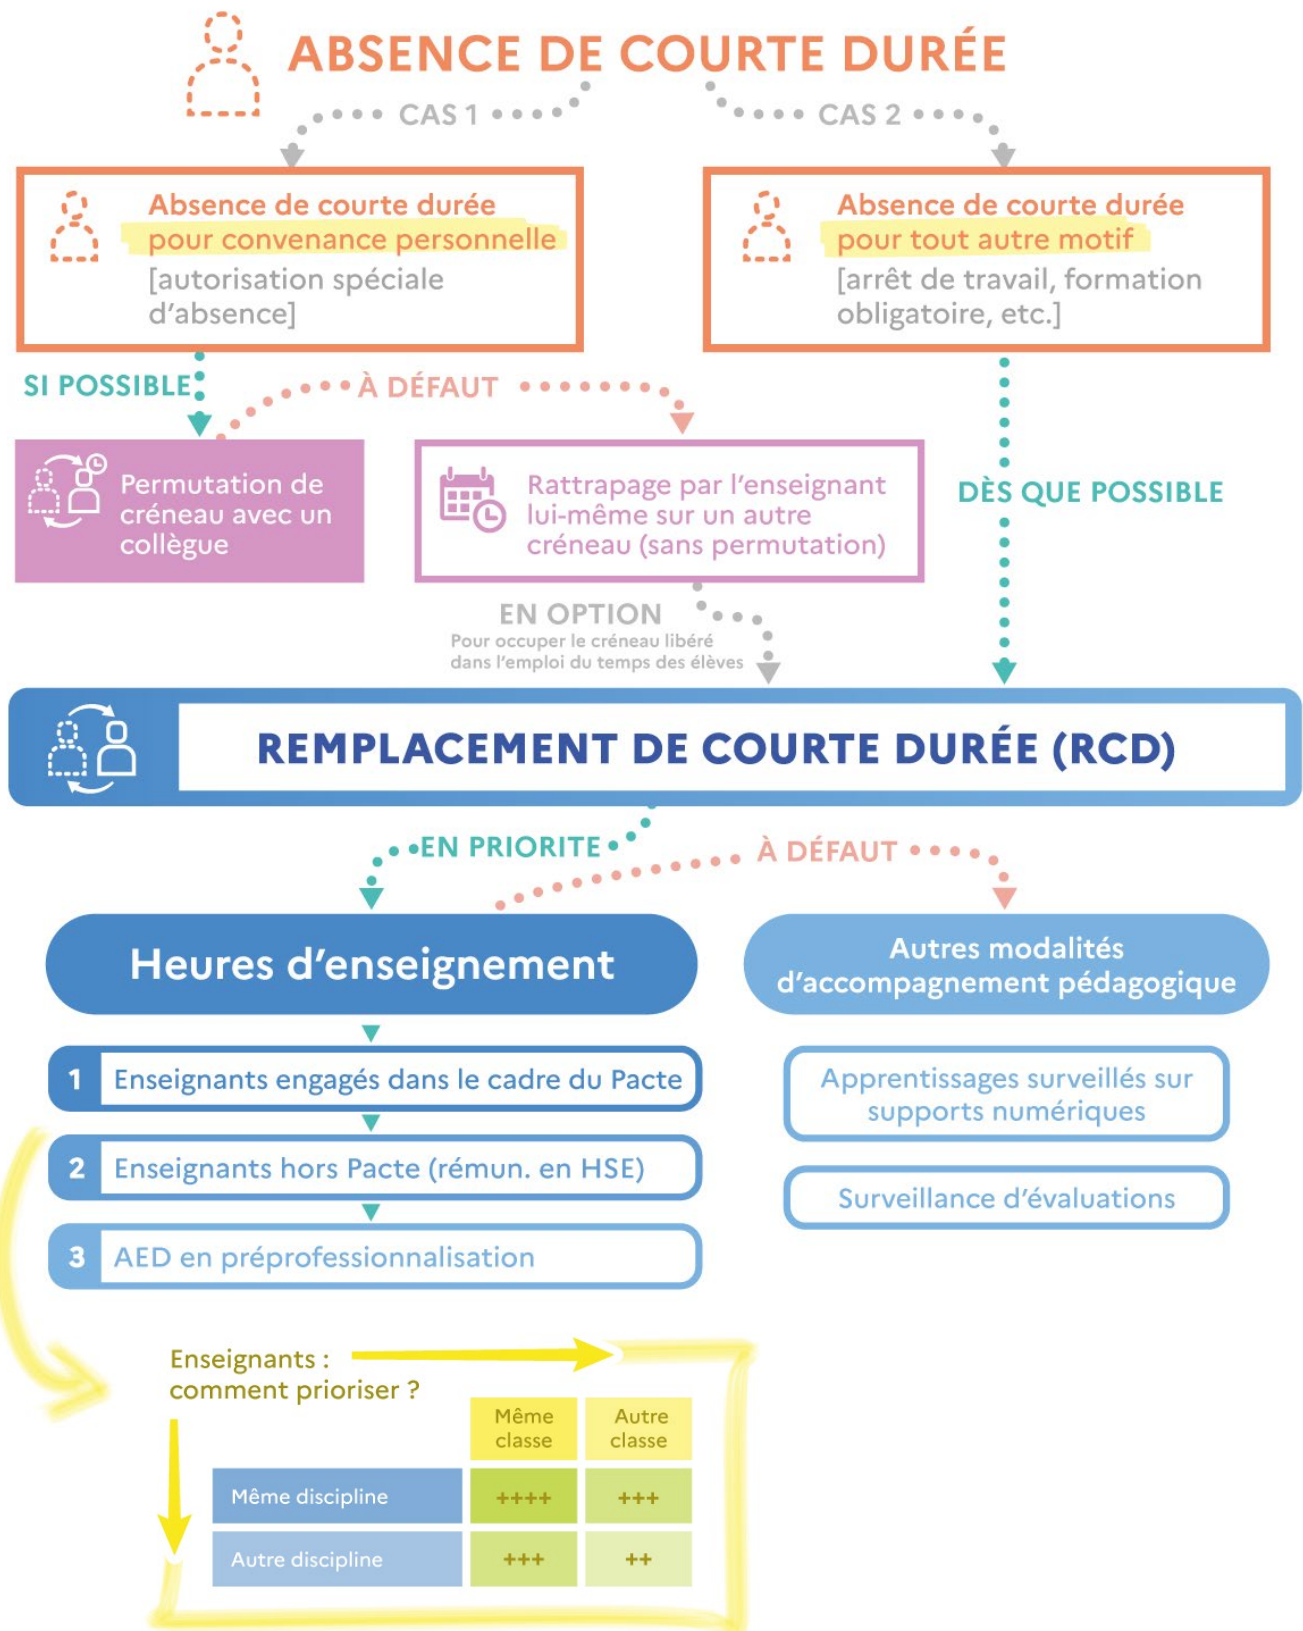 ABSENCE DE COURTE DURÉE
CAS 1
CAS 2
Absence de courte durée
pour convenance personnelle
[autorisation spéciale
d'absence]
Absence de courte durée
pour tout autre motif
[arrêt de travail, formation
obligatoire, etc.]
SI POSSIBLE
À DÉFAUT
Permutation de
créneau avec un
collègue
Rattrapage par l'enseignant
lui-même sur un autre
créneau (sans permutation)
DÈS QUE POSSIBLE
EN OPTION
Pour occuper le créneau libéré
dans l'emploi du temps des élèves
REMPLACEMENT DE COURTE DURÉE (RCD)
EN PRIORITE
À DÉFAUT
Heures d'enseignement
1 Enseignants engagés dans le cadre du Pacte
2 Enseignants hors Pacte (rémun. en HSE)
3 AED en préprofessionnalisation
Autres modalités
d'accompagnement pédagogique
Apprentissages surveillés sur
supports numériques
Surveillance d'évaluations
Enseignants :
comment prioriser ?
Même
classe
Autre
classe
Même discipline ++++ +++
Autre discipline +++ ++